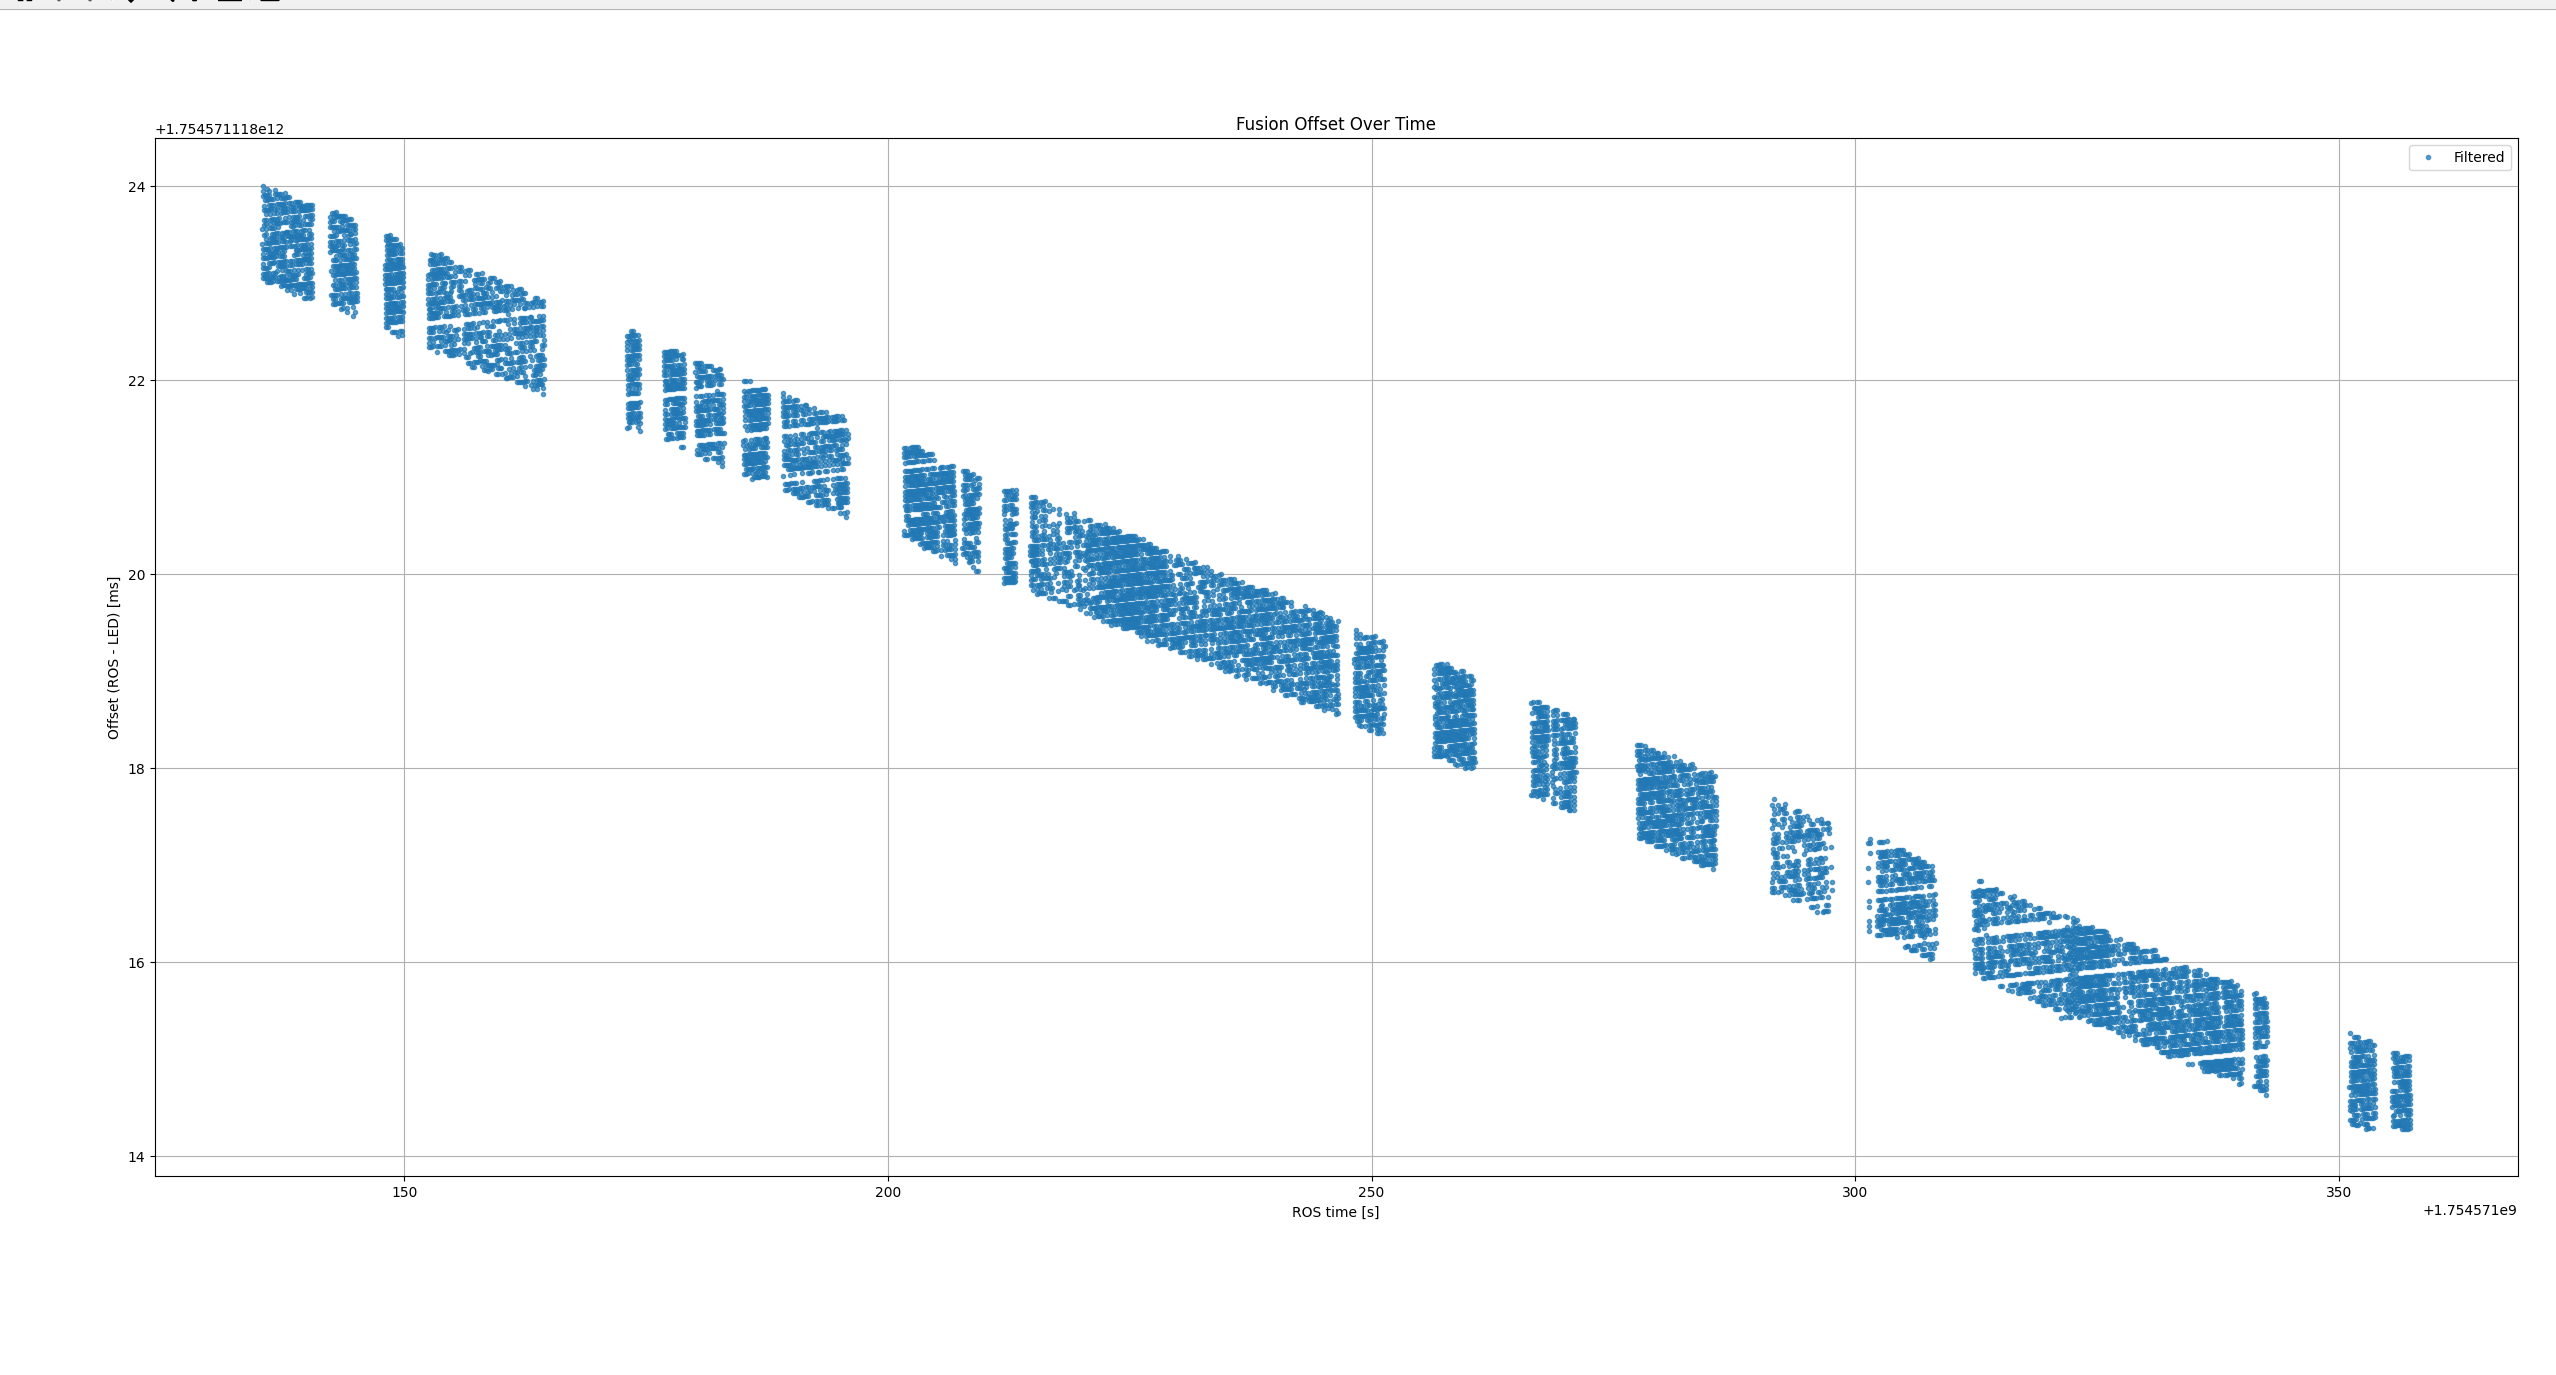 Fusion Offset Over Time
+1.754571118e12
Filtered
24
22
20
18
16
14
Offset (ROS - LED) [ms]
150
200
250
300
350
ROS time [s]
+1.754571e9